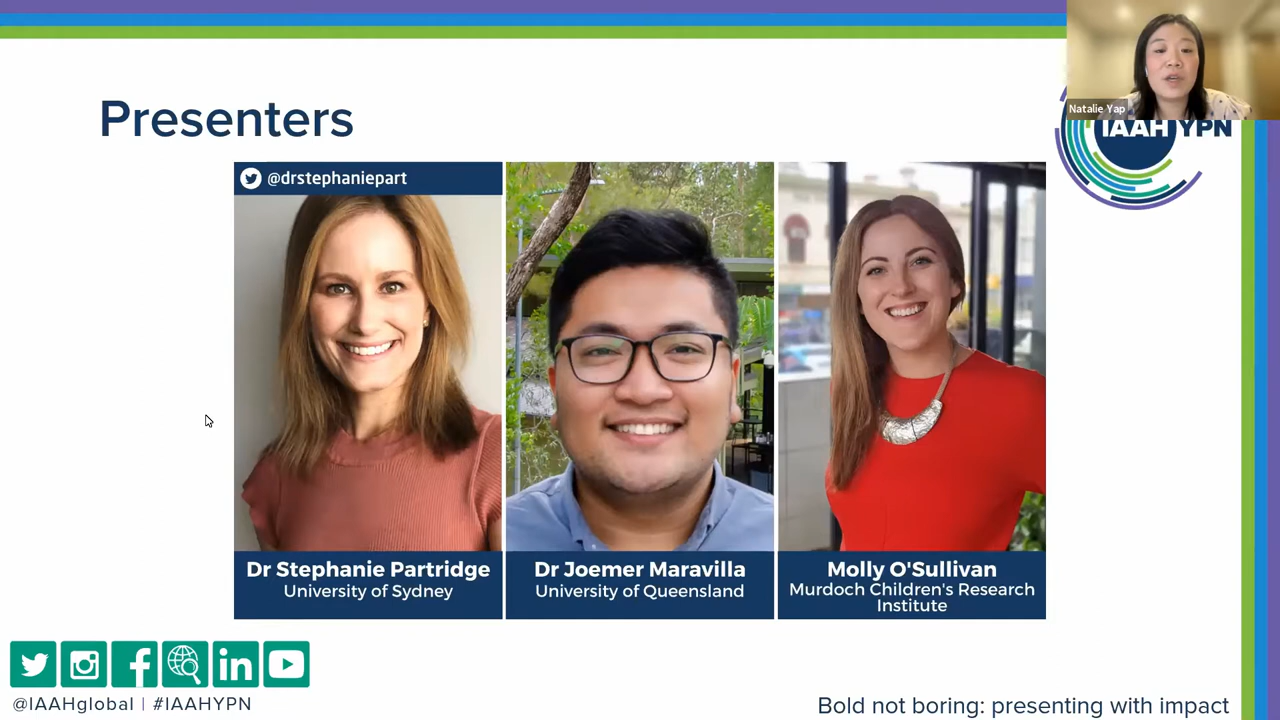 Presenters
Natalie Yap
IAAH YPN
@drstephaniepart
Dr Stephanie Partridge
University of Sydney
Dr Joemer Maravilla
University of Queensland
Molly O'Sullivan
Murdoch Children's Research
Institute
@IAAHglobal | #IAAHYPN
Bold not boring: presenting with impact